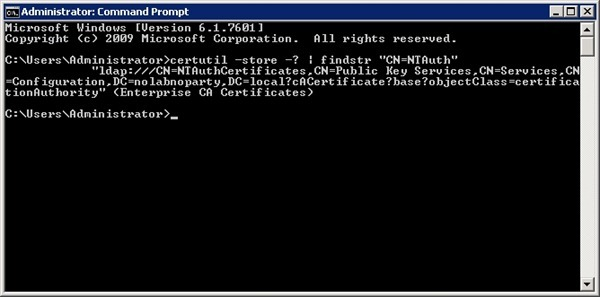 Administrator: Command Prompt
Microsoft Windows [Version 6.1.7601]
Copyright (c) 2009 Microsoft Corporation.  All rights reserved.
C:\Users\Administrator>certutil -store -? | findstr "CN=NTAuth"
"ldap:///CN=NTAuthCertificates,CN=Public Key Services,CN=Services,CN
=Configuration,DC=nolabnoparty,DC=local?cACertificate?base?objectClass=certifica
tionAuthority" (Enterprise CA Certificates)
C:\Users\Administrator>_